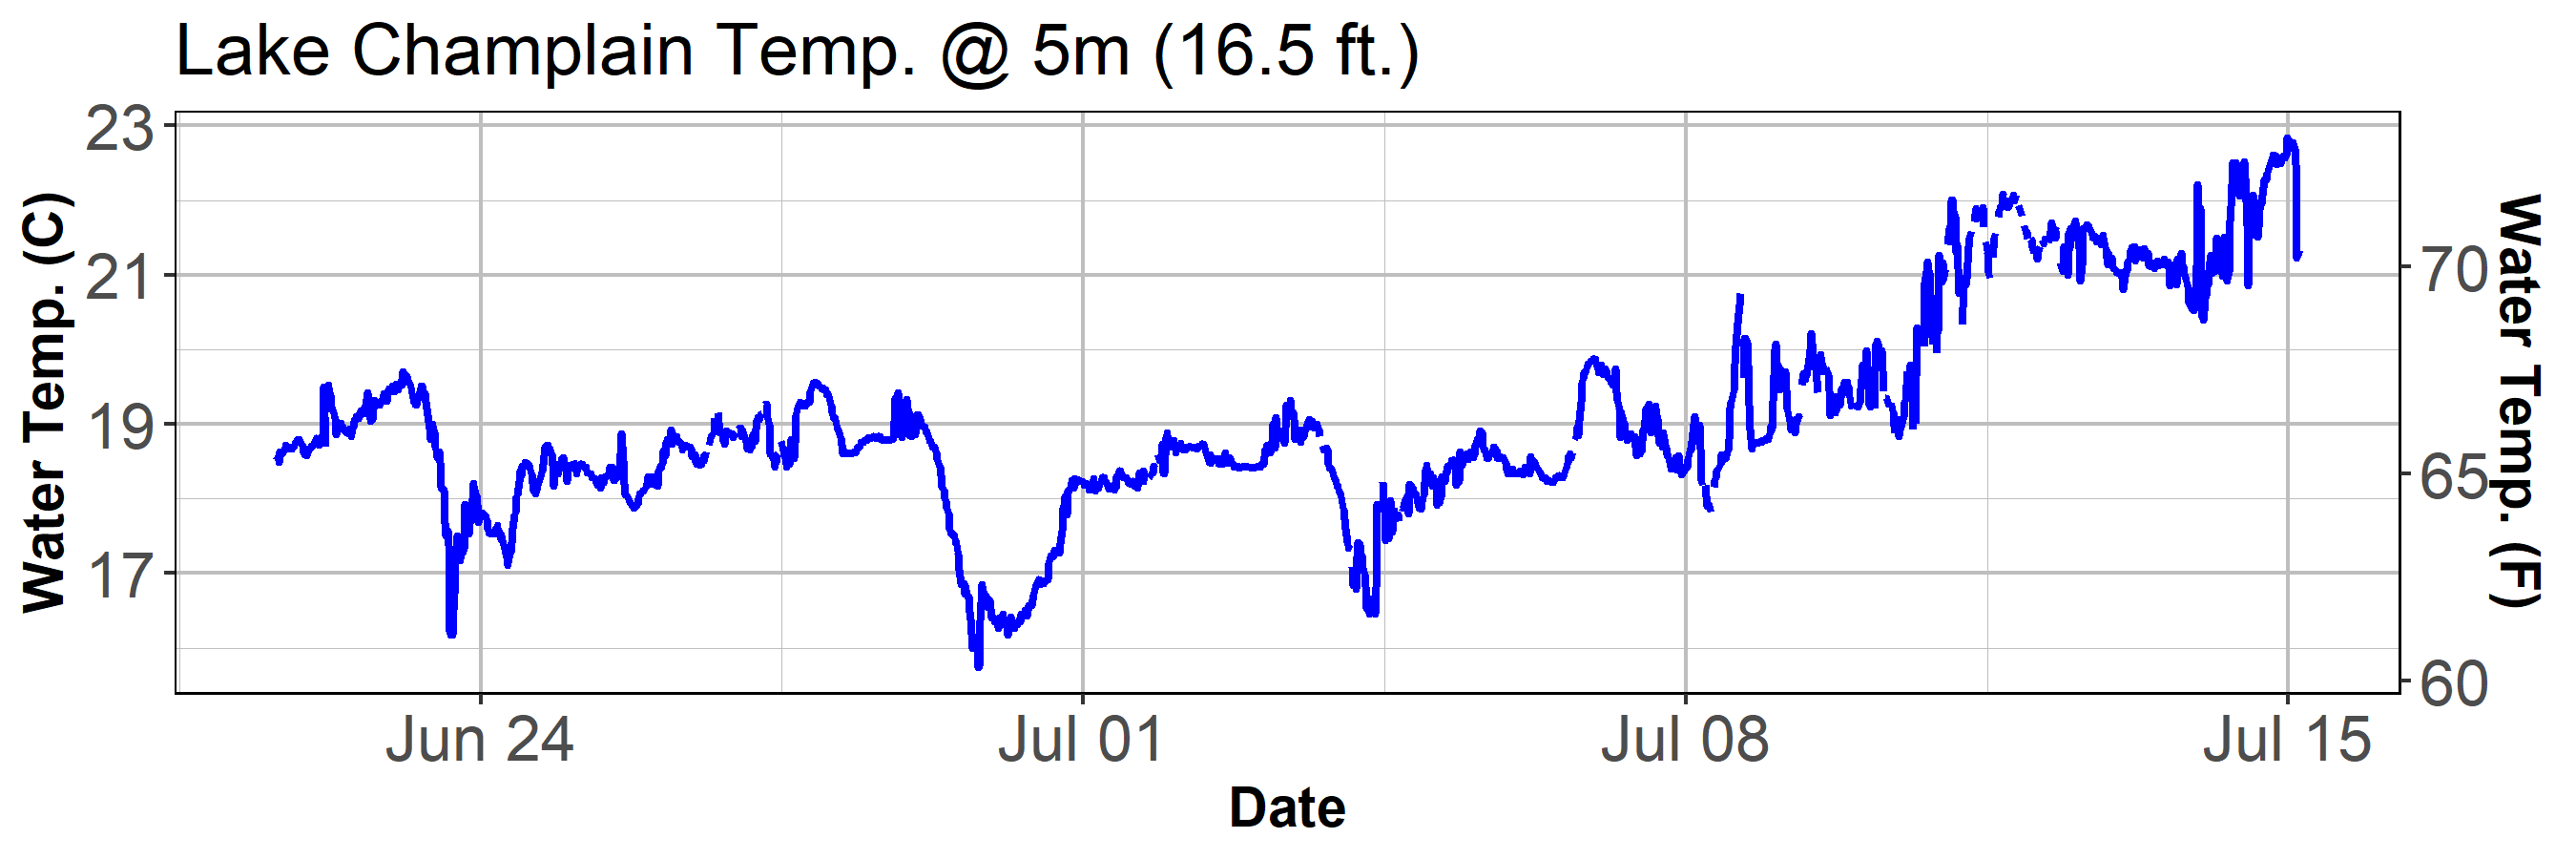 Lake Champlain Temp. @ 5m (16.5 ft.)
Water Temp. (C)
23
21
19
17
Water Temp. (F)
70
65
60
Jun 24
Jul 01
Jul 08
Jul 15
Date